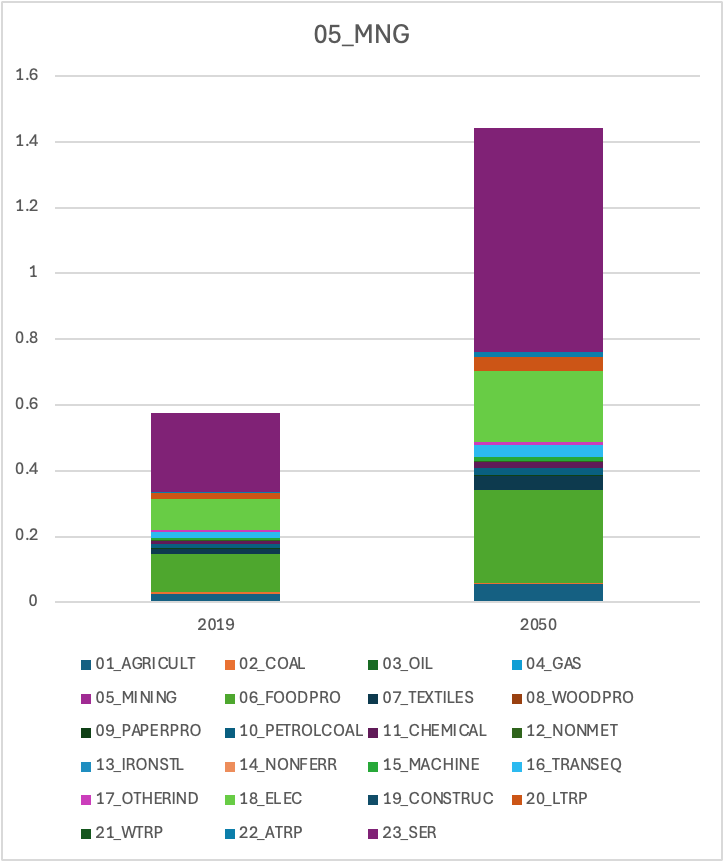 05_MNG
1.6
1.4
1.2
1
0.8
0.6
0.4
0.2
0
2019 2050
01_AGRICULT 02_COAL 03_OIL 04_GAS
05_MINING 06_FOODPRO 07_TEXTILES 08_WOODPRO
09_PAPERPRO 10_PETROLCOAL 11_CHEMICAL 12_NONMET
13_IRONSTL 14_NONFERR 15_MACHINE 16_TRANSEQ
17_OTHERIND 18_ELEC 19_CONSTRUC 20_LTRP
21_WTRP 22_ATRP 23_SER